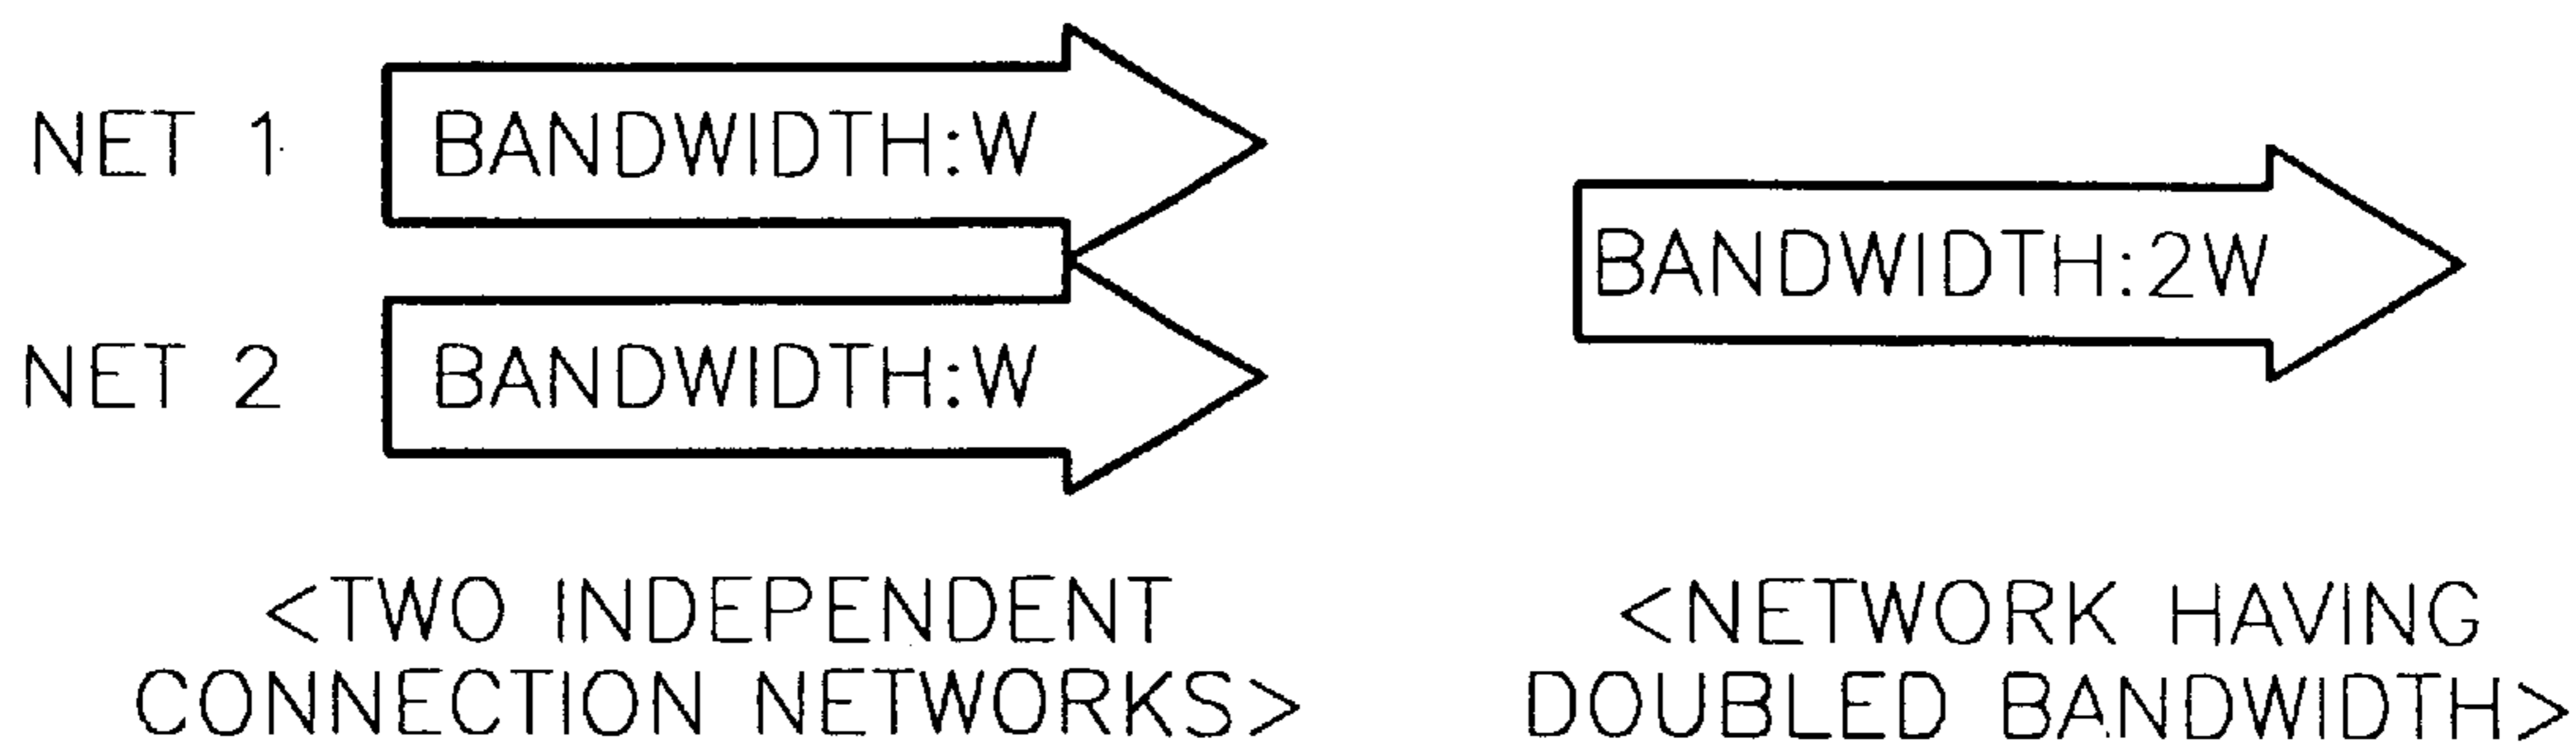 NET 1
BANDWIDTH:W
NET 2
BANDWIDTH:W
<TWO INDEPENDENT
CONNECTION NETWORKS>
BANDWIDTH:2W
<NETWORK HAVING
DOUBLED BANDWIDTH>